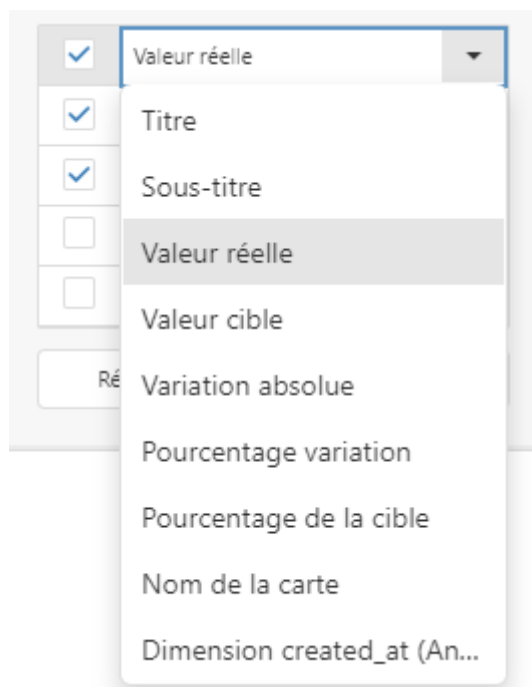 Valeur réelle
Titre
Sous-titre
Valeur réelle
Valeur cible
Ré
Variation absolue
Pourcentage variation
Pourcentage de la cible
Nom de la carte
Dimension created_at (An...